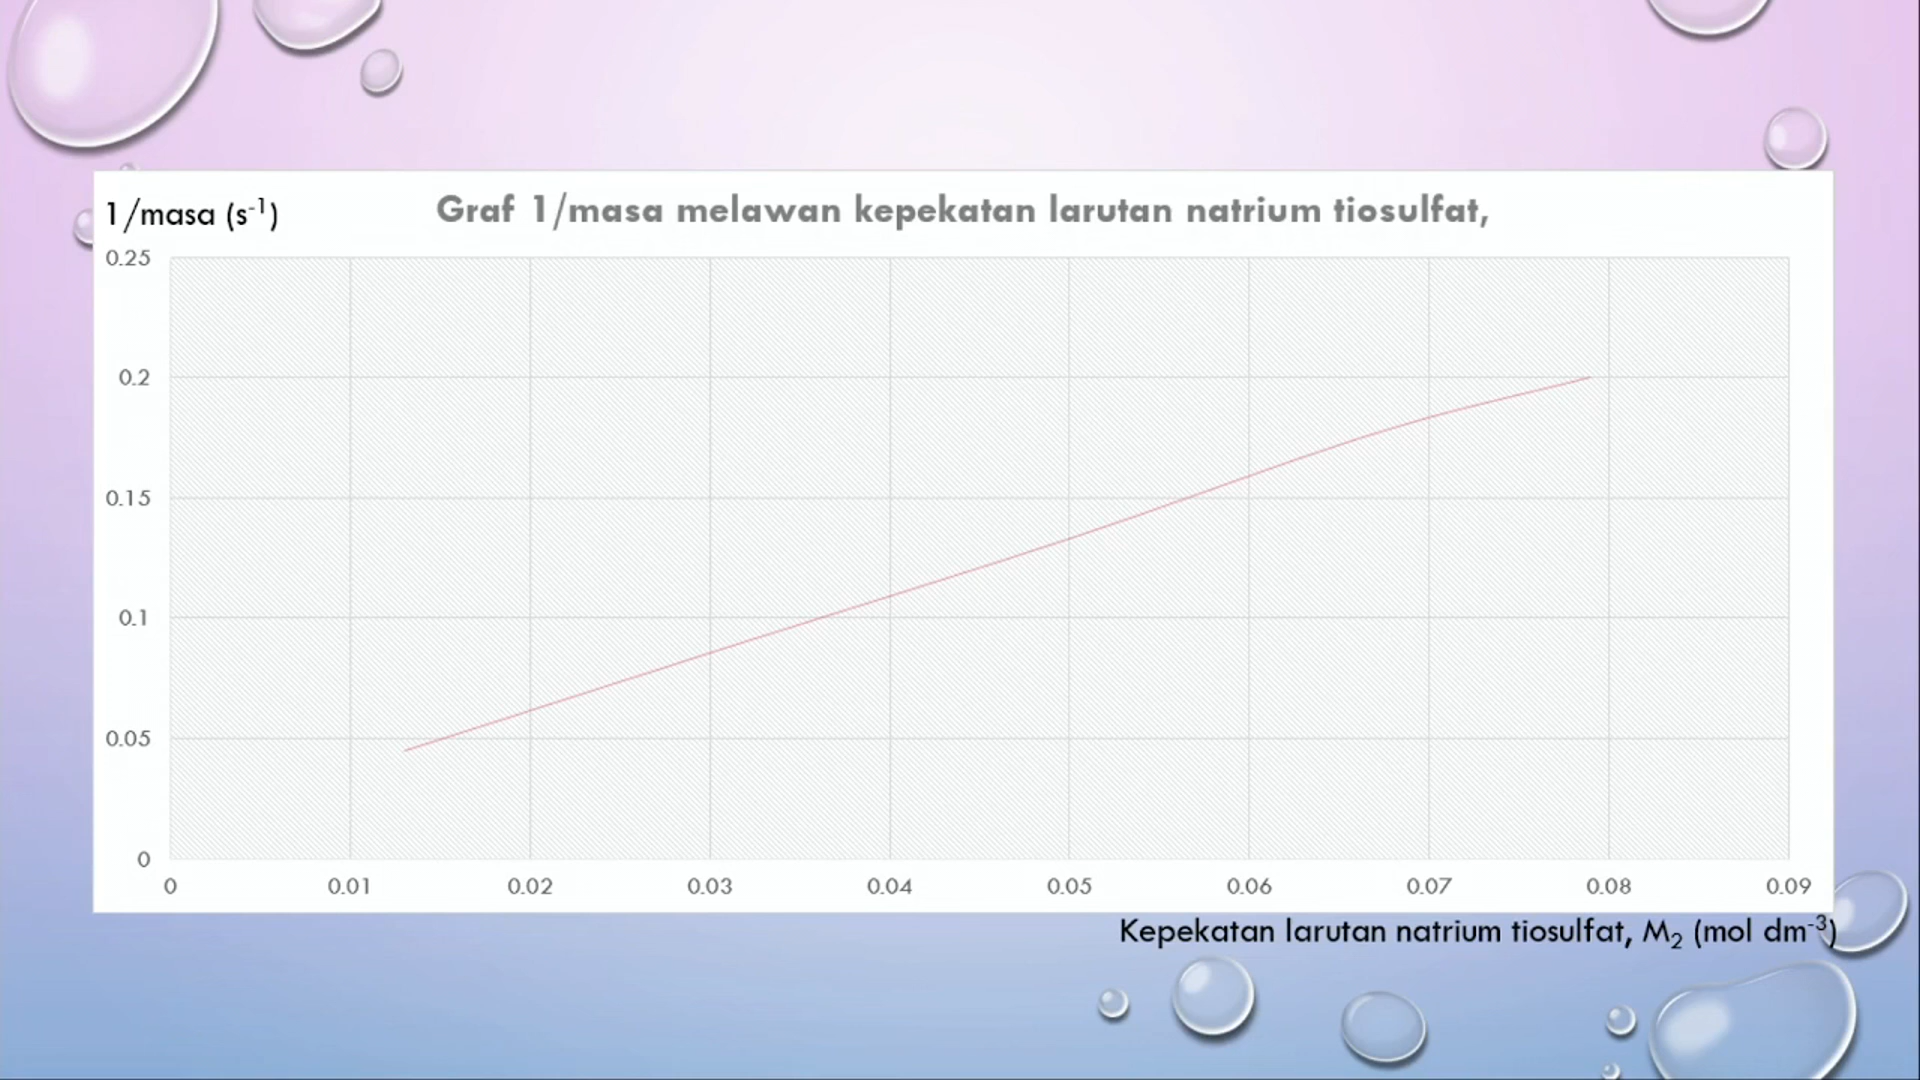 1/masa (s⁻¹)
Graf 1/masa melawan kepekatan larutan natrium tiosulfat,
0.25
0.2
0.15
0.1
0.05
0
0 0.01 0.02 0.03 0.04 0.05 0.06 0.07 0.08 0.09
Kepekatan larutan natrium tiosulfat, M₂ (mol dm⁻³)